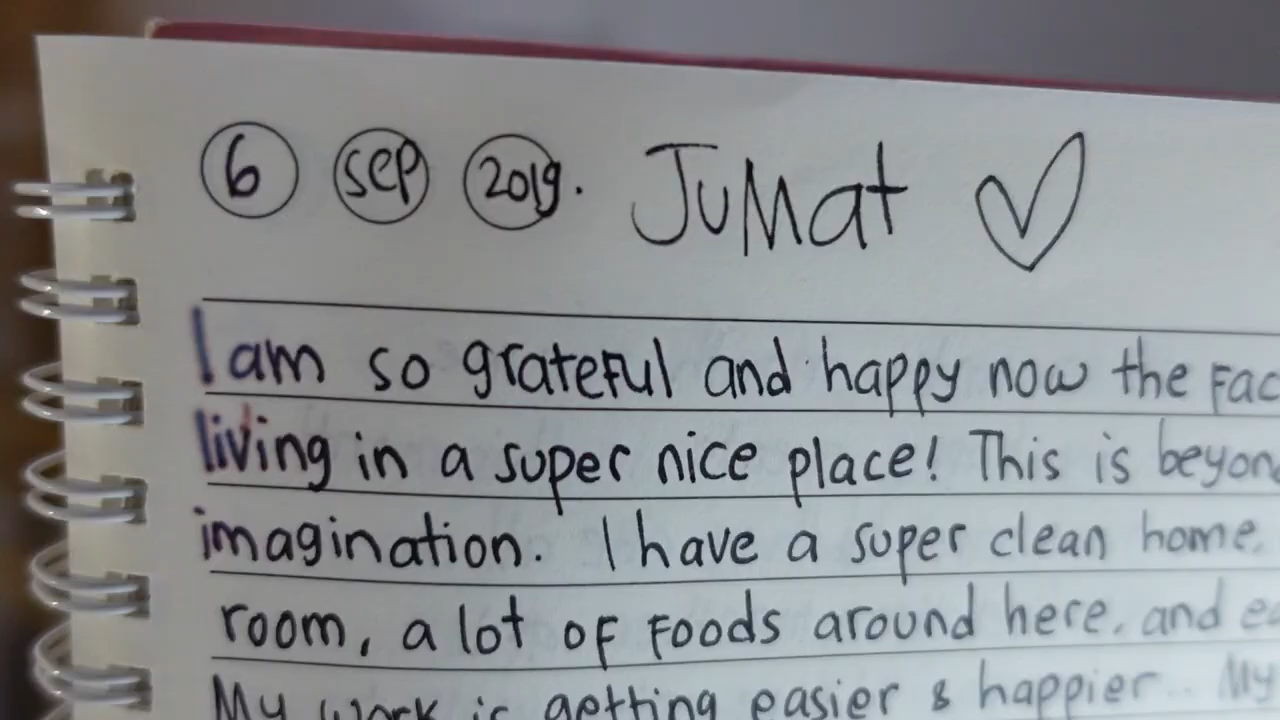 6 Sep 2019. JuMat
I am so grateful and happy now the
living in a super nice place! This is
imagination. I have a super clean home.
room, a lot of foods around here, and
My work is getting easier & happier.. My